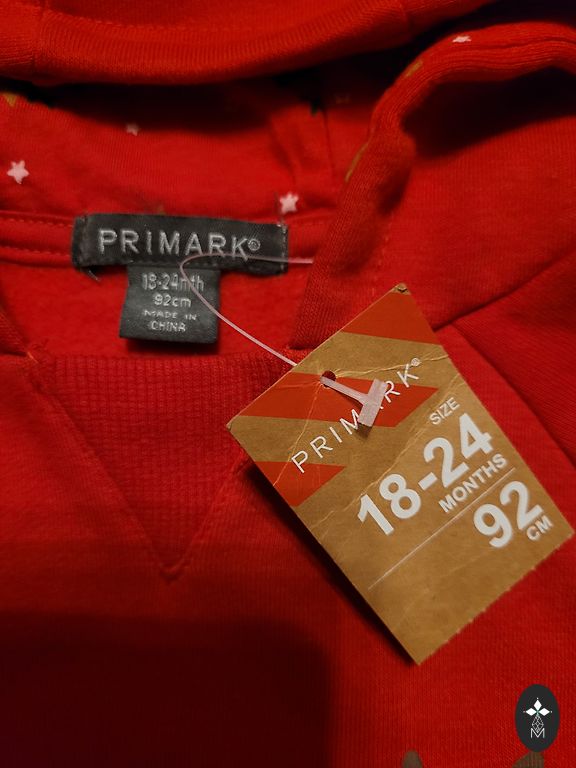 PRIMARK®
18-24mth
92cm
MADE IN
CHINA
PRIMARK®
SIZE
18-24
MONTHS
92
CM
M